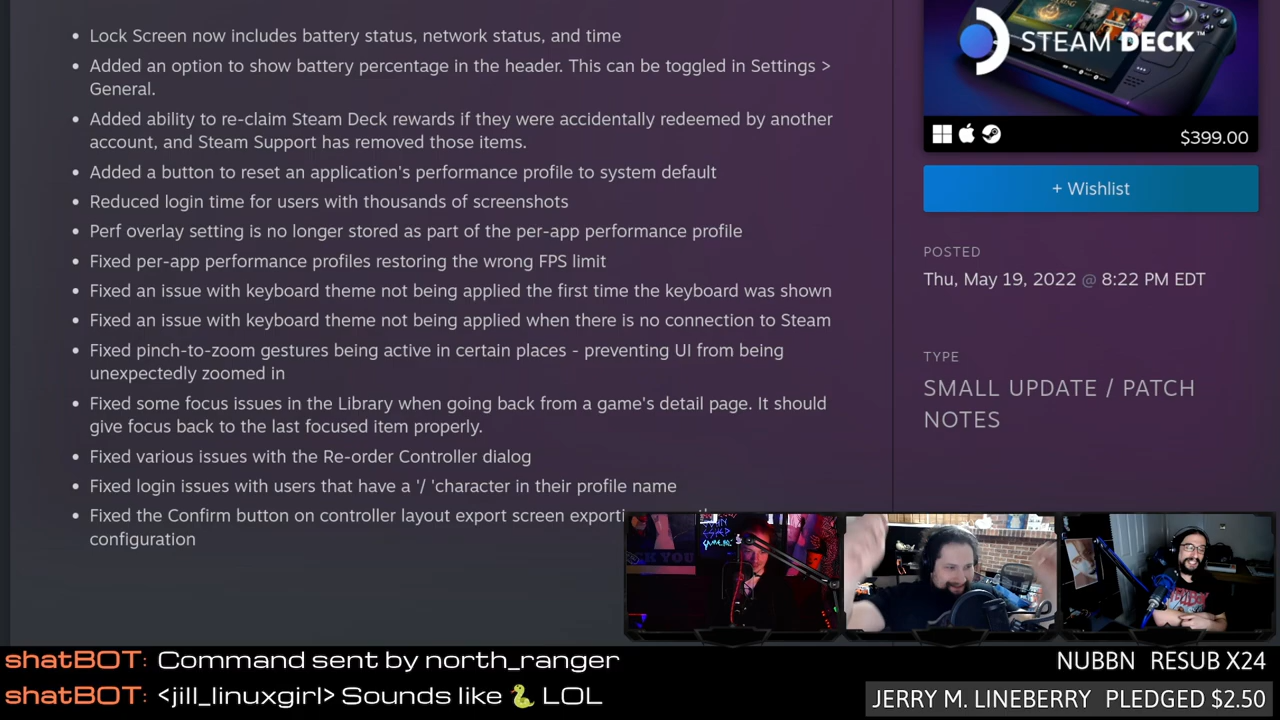 Lock Screen now includes battery status, network status, and time
Added an option to show battery percentage in the header. This can be toggled in Settings >
General.
Added ability to re-claim Steam Deck rewards if they were accidentally redeemed by another
account, and Steam Support has removed those items.
Added a button to reset an application's performance profile to system default
Reduced login time for users with thousands of screenshots
Perf overlay setting is no longer stored as part of the per-app performance profile
Fixed per-app performance profiles restoring the wrong FPS limit
Fixed an issue with keyboard theme not being applied the first time the keyboard was shown
Fixed an issue with keyboard theme not being applied when there is no connection to Steam
Fixed pinch-to-zoom gestures being active in certain places - preventing UI from being
unexpectedly zoomed in
Fixed some focus issues in the Library when going back from a game's detail page. It should
give focus back to the last focused item properly.
Fixed various issues with the Re-order Controller dialog
Fixed login issues with users that have a '/ 'character in their profile name
Fixed the Confirm button on controller layout export screen
configuration
STEAM DECK™
$399.00
+ Wishlist
POSTED
Thu, May 19, 2022 @ 8:22 PM EDT
TYPE
SMALL UPDATE / PATCH
NOTES
shatBOT: Command sent by north_ranger
shatBOT: <jill_linuxgirl> Sounds like 🐍 LOL
NUBBN RESUB X24
JERRY M. LINEBERRY PLEDGED $2.50